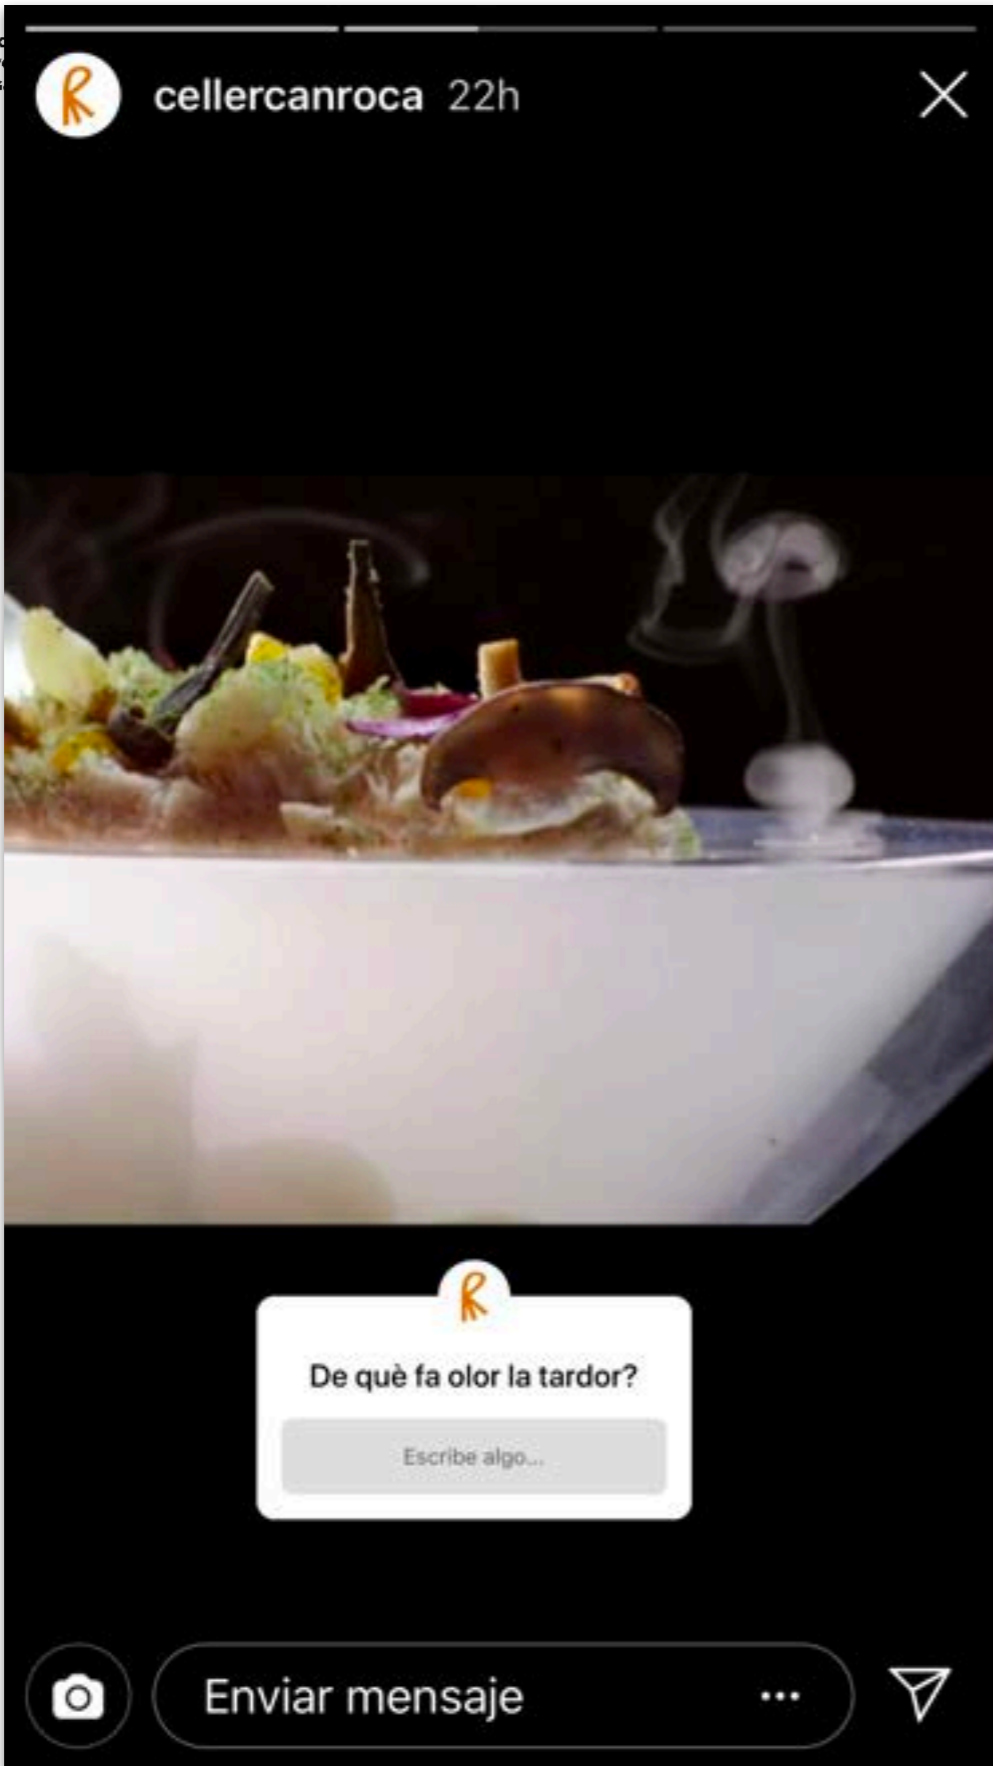 cellercanroca 22h
De què fa olor la tardor?
Escribe algo...
Enviar mensaje